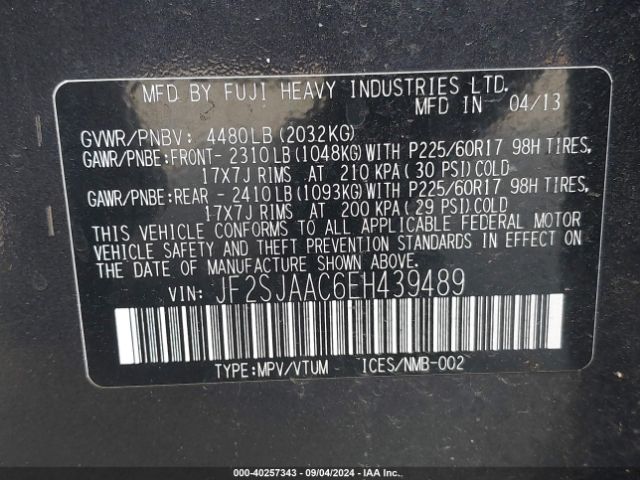 MFD BY FUJI HEAVY INDUSTRIES LTD.
MFD IN 04/13
GVWR/PNBV: 4480LB(2032KG)
GAWR/PNBE:FRONT- 2310LB(1048KG)WITH P225/60R17 98H TIRES,
17X7J RIMS AT 210 KPA(30 PSI)COLD
GAWR/PNBE:REAR - 2410LB(1093KG)WITH P225/60R17 98H TIRES,
17X7J RIMS AT 200 KPA(29 PSI)COLD
THIS VEHICLE CONFORMS TO ALL APPLICABLE FEDERAL MOTOR
VEHICLE SAFETY AND THEFT PREVENTION STANDARDS IN EFFECT ON
THE DATE OF MANUFACTURE SHOWN ABOVE.
VIN: JF2SJAAC6EH439489
TYPE:MPV/VTUM ICES/NMB-002
000-40257343 - 09/04/2024 - IAAI.COM